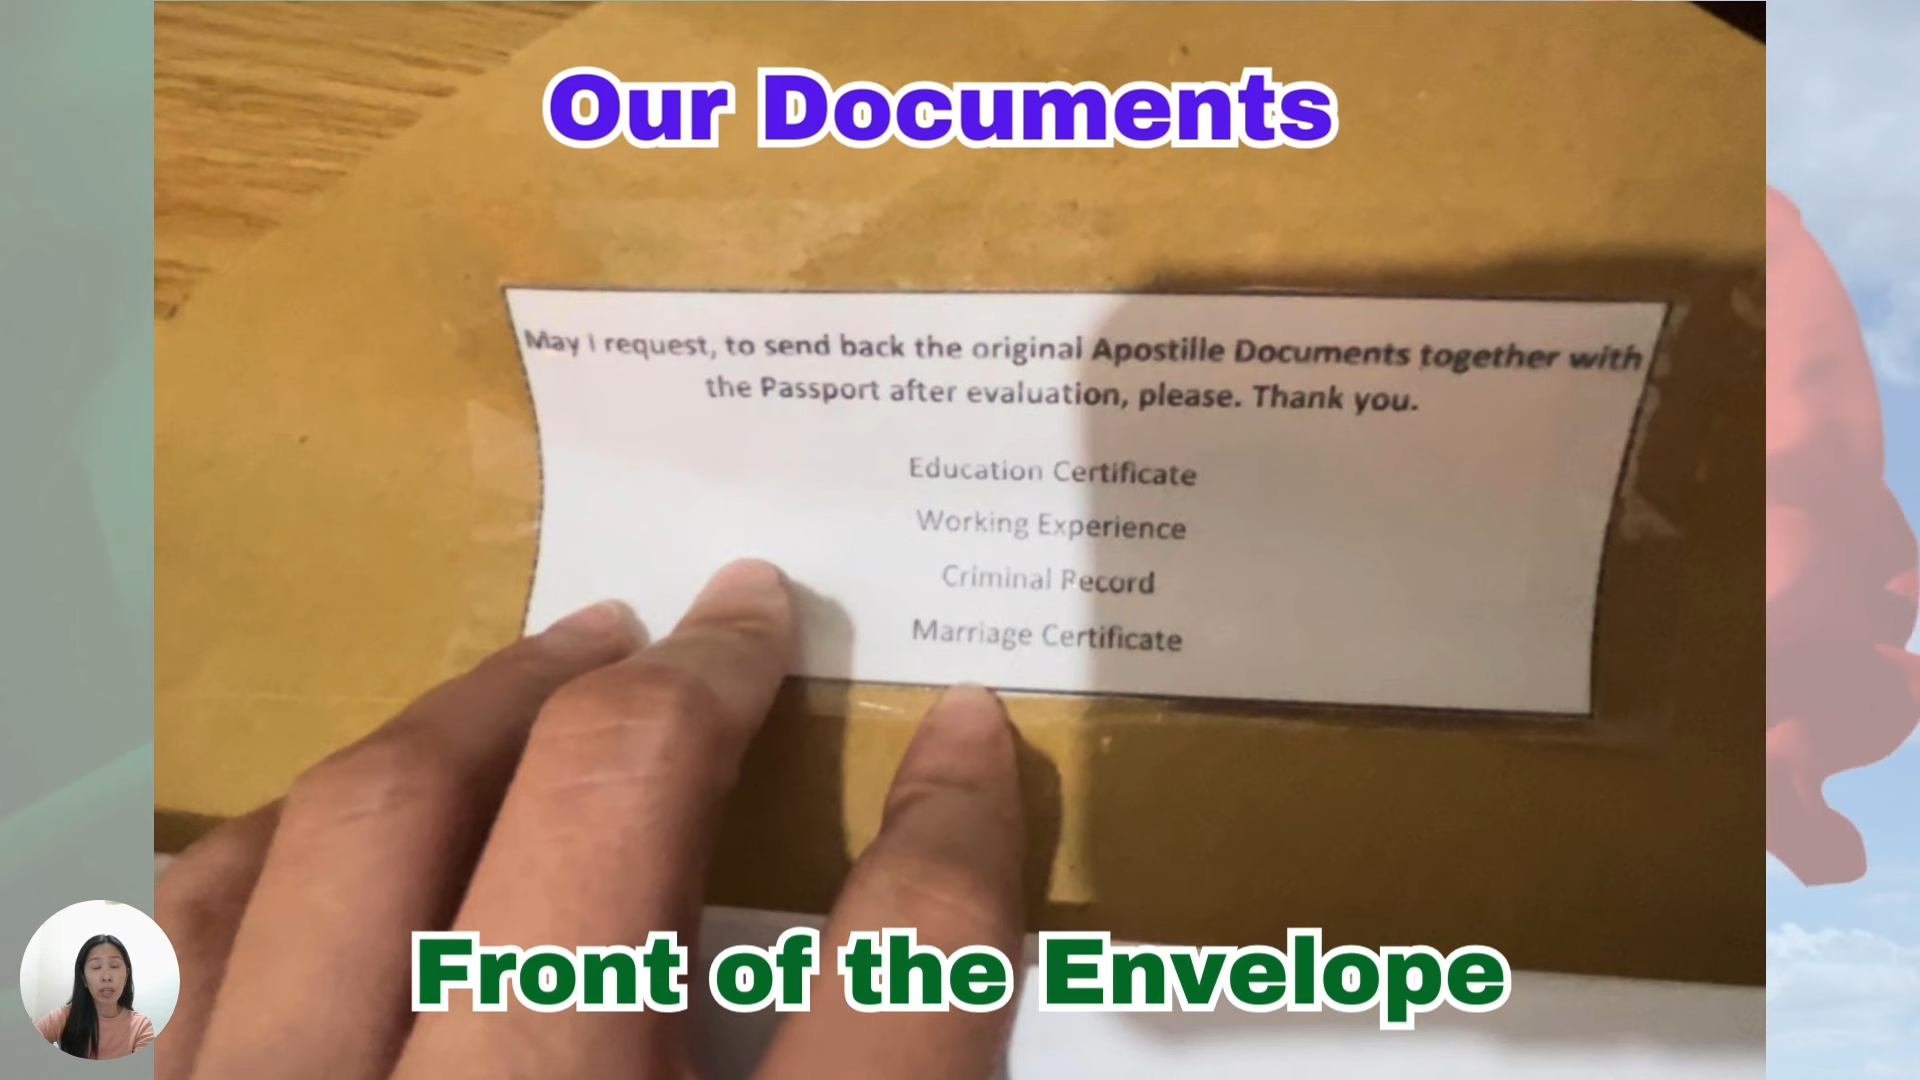 Our Documents
May I request, to send back the original Apostille Documents together with
the Passport after evaluation, please. Thank you.
Education Certificate
Working Experience
Criminal Record
Marriage Certificate
Front of the Envelope